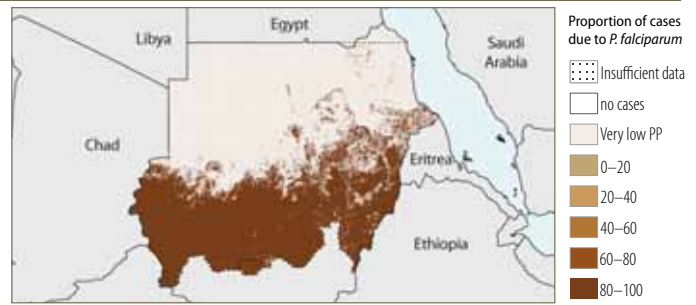 Egypt
Libya
Saudi
Arabia
Chad
Eritrea
Ethiopia
Proportion of cases
due to P. falciparum
Insufficient data
no cases
Very low PP
0–20
20–40
40–60
60–80
80–100